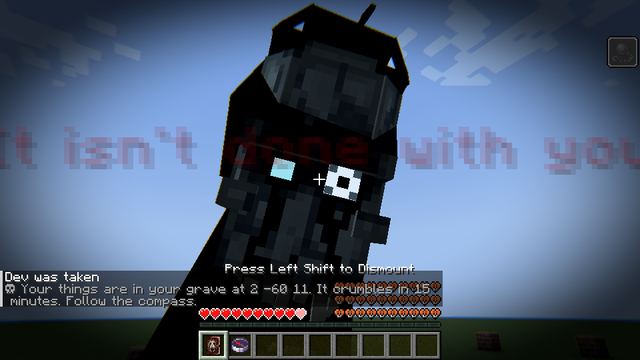 It isn't done with you
Press Left Shift to Dismount
Dev was taken
☠ Your things are in your grave at 2 -60 11. It crumbles in 15
minutes. Follow the compass.